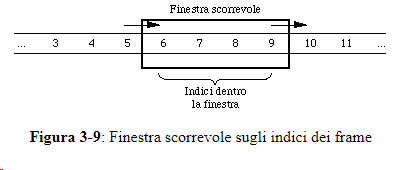 Finestra scorrevole
... 3 4 5 6 7 8 9 10 11 ...
Indici dentro
la finestra
Figura 3-9: Finestra scorrevole sugli indici dei frame